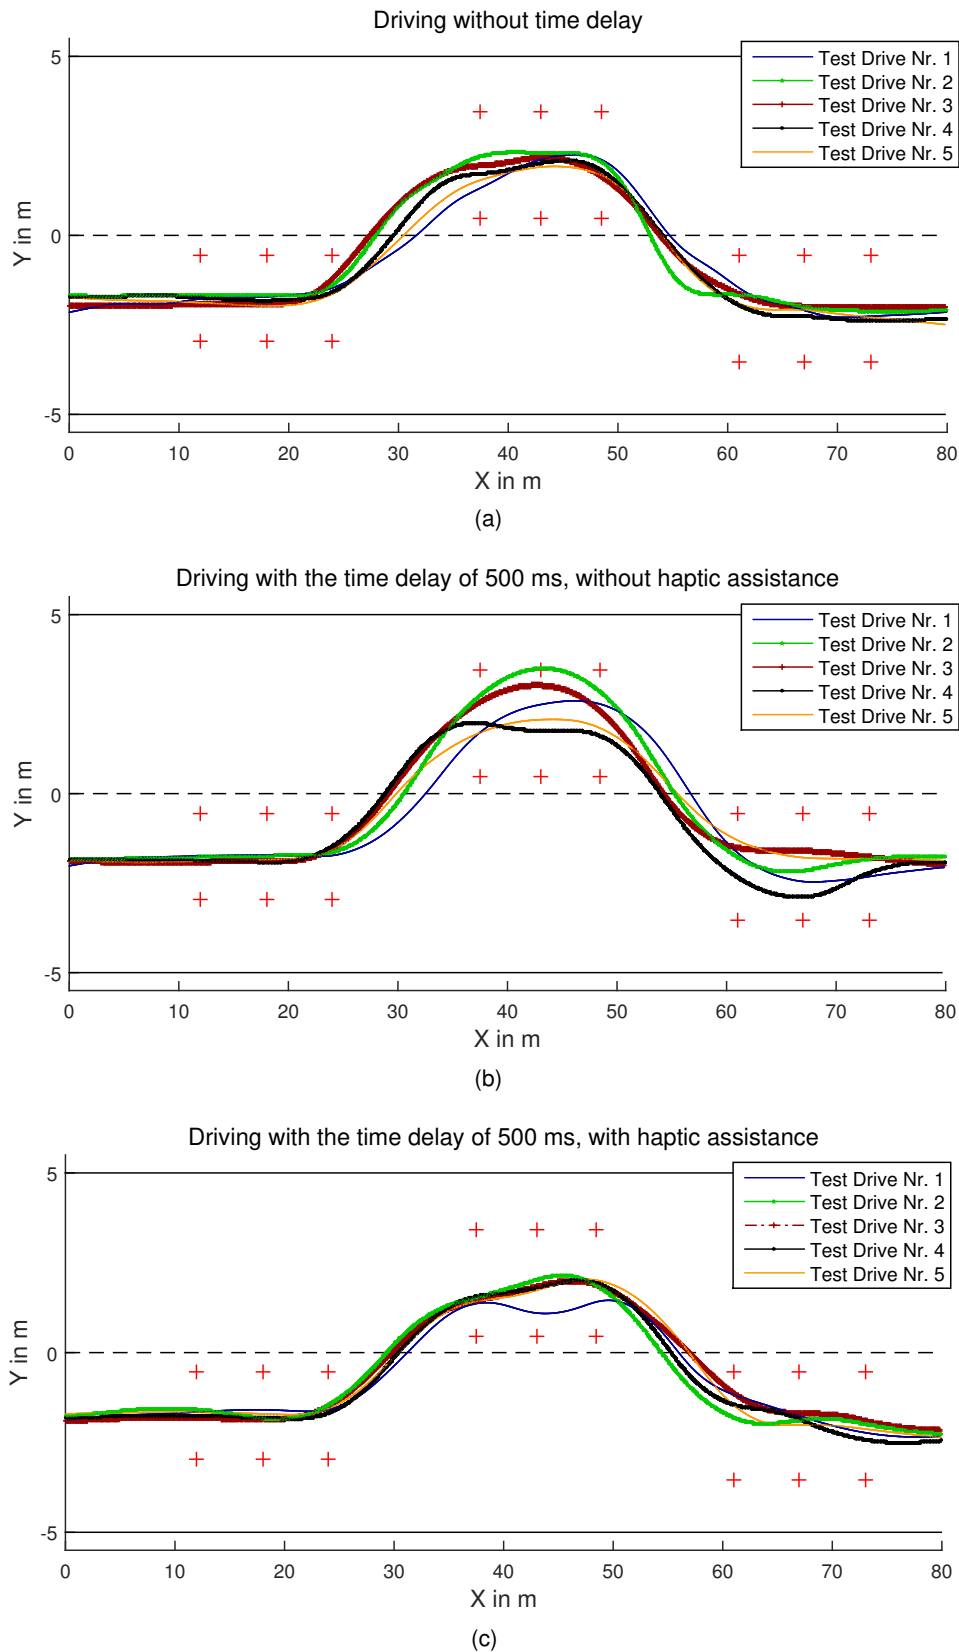 Driving without time delay
5
0
-5
Y in m
Test Drive Nr. 1
Test Drive Nr. 2
Test Drive Nr. 3
Test Drive Nr. 4
Test Drive Nr. 5
0 10 20 30 40 50 60 70 80
X in m
(a)
Driving with the time delay of 500 ms, without haptic assistance
5
0
-5
Y in m
Test Drive Nr. 1
Test Drive Nr. 2
Test Drive Nr. 3
Test Drive Nr. 4
Test Drive Nr. 5
0 10 20 30 40 50 60 70 80
X in m
(b)
Driving with the time delay of 500 ms, with haptic assistance
5
0
-5
Y in m
Test Drive Nr. 1
Test Drive Nr. 2
Test Drive Nr. 3
Test Drive Nr. 4
Test Drive Nr. 5
0 10 20 30 40 50 60 70 80
X in m
(c)